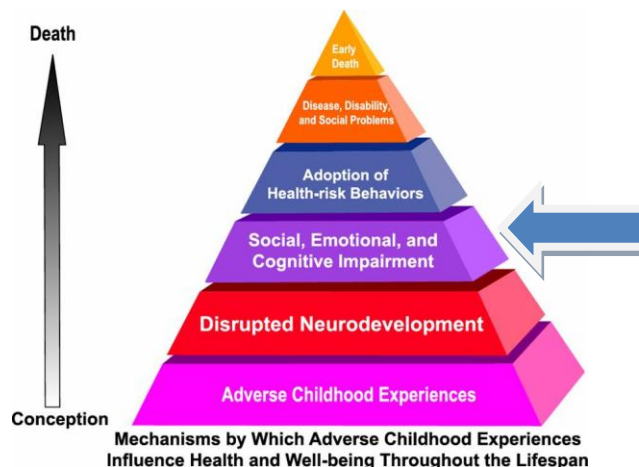 Death
Early
Death
Disease, Disability,
and Social Problems
Adoption of
Health-risk Behaviors
Social, Emotional, and
Cognitive Impairment
Disrupted Neurodevelopment
Adverse Childhood Experiences
Conception
Mechanisms by Which Adverse Childhood Experiences
Influence Health and Well-being Throughout the Lifespan